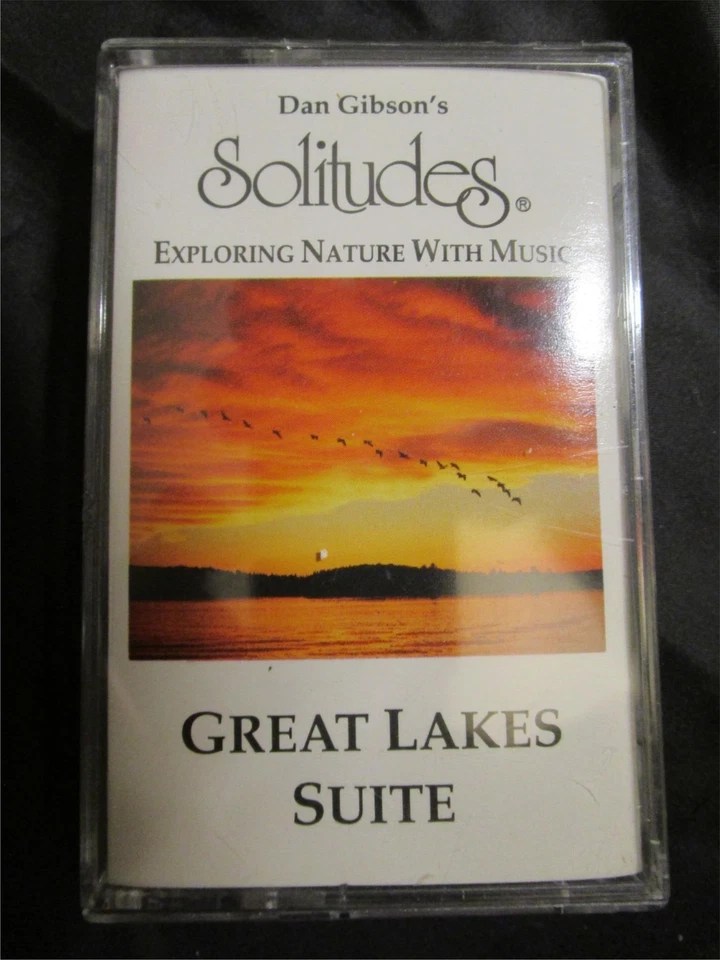 Dan Gibson's
Solitudes®
EXPLORING NATURE WITH MUSIC
GREAT LAKES
SUITE